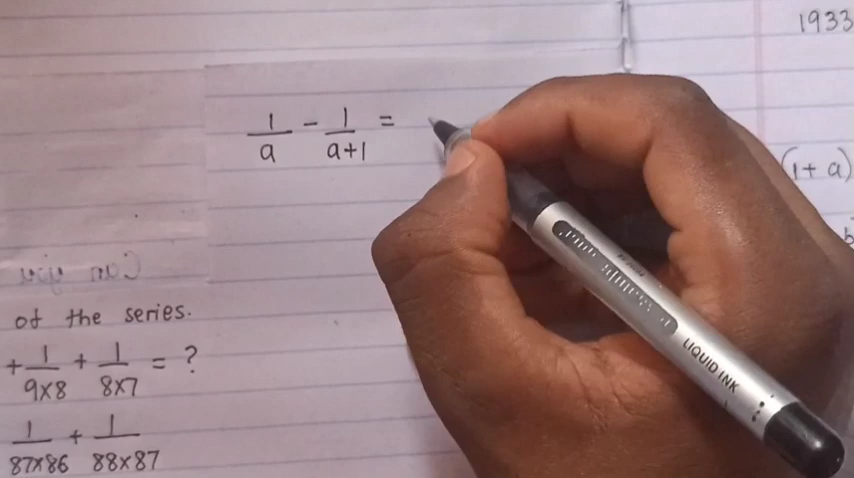 1933
1/a - 1/a+1 =
(1+a)
b
of the series.
+ 1/9×8 + 1/8×7 = ?
1/87×86 + 1/88×87
LIQUID INK